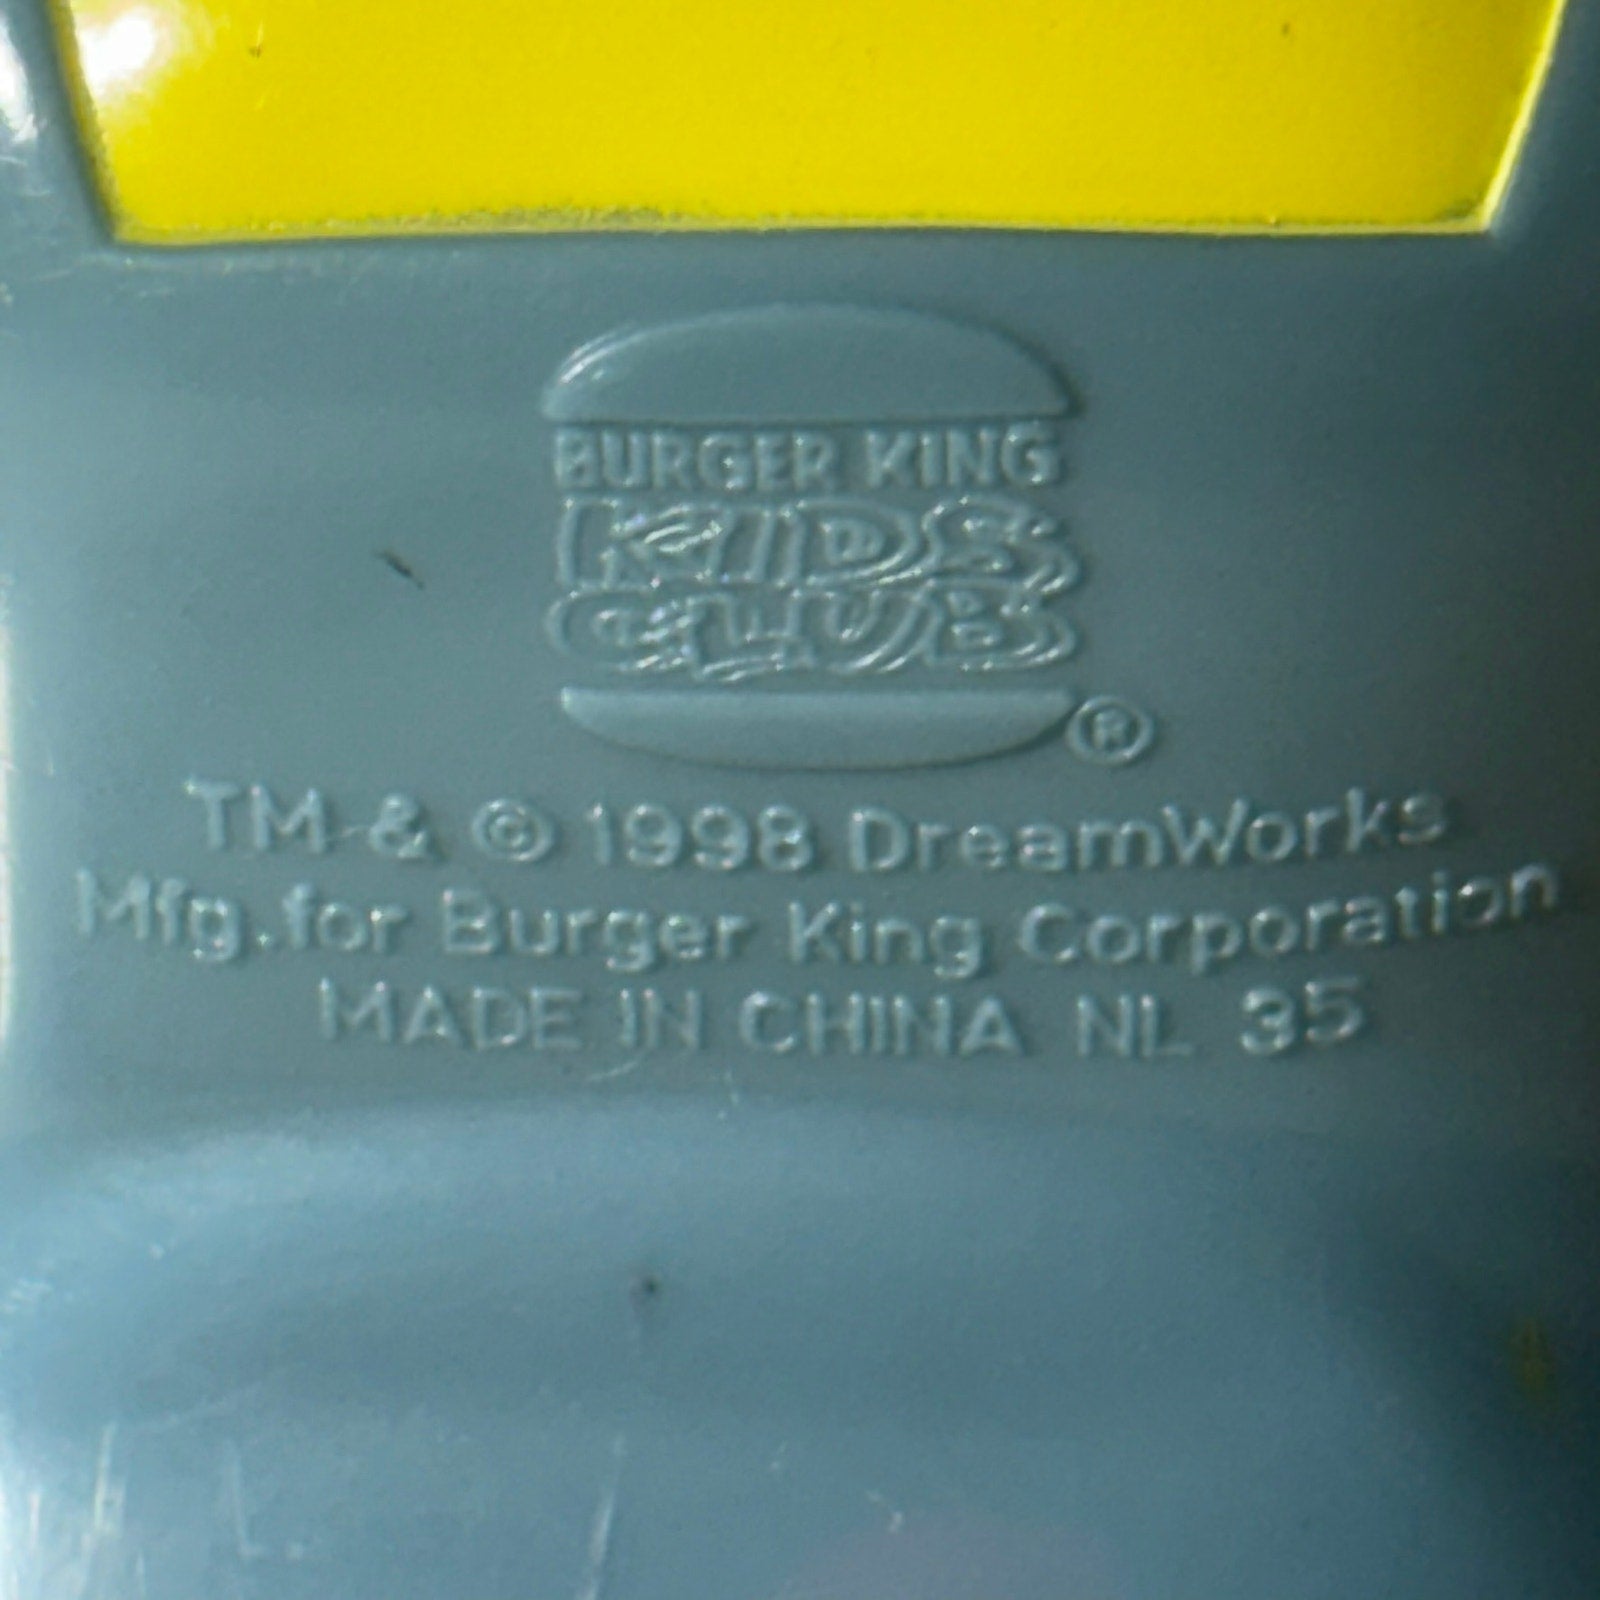 BURGER KING
KIDS
CLUB
®
TM & © 1998 DreamWorks
Mfg. for Burger King Corporation
MADE IN CHINA NL 35